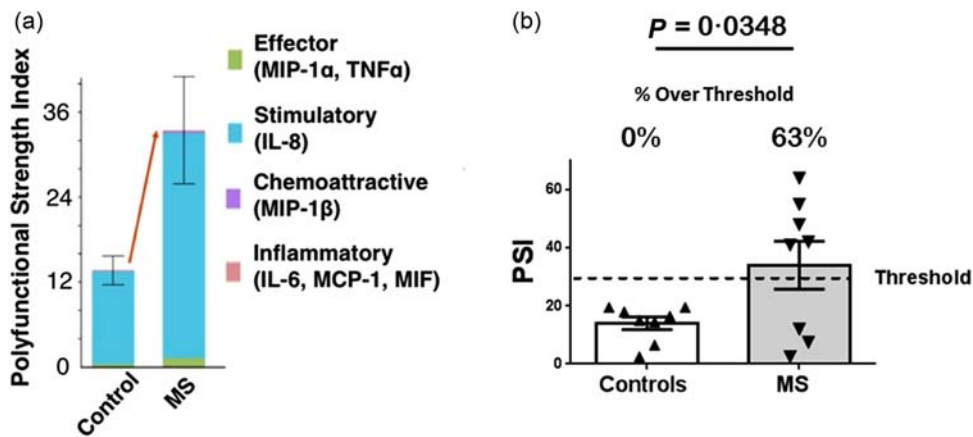 (a)
Polyfunctional Strength Index
36
24
12
0
Control
MS
Effector
(MIP-1α, TNFα)
Stimulatory
(IL-8)
Chemoattractive
(MIP-1β)
Inflammatory
(IL-6, MCP-1, MIF)
(b)
P = 0·0348
% Over Threshold
0% 63%
PSI
60
40
20
0
Threshold
Controls
MS